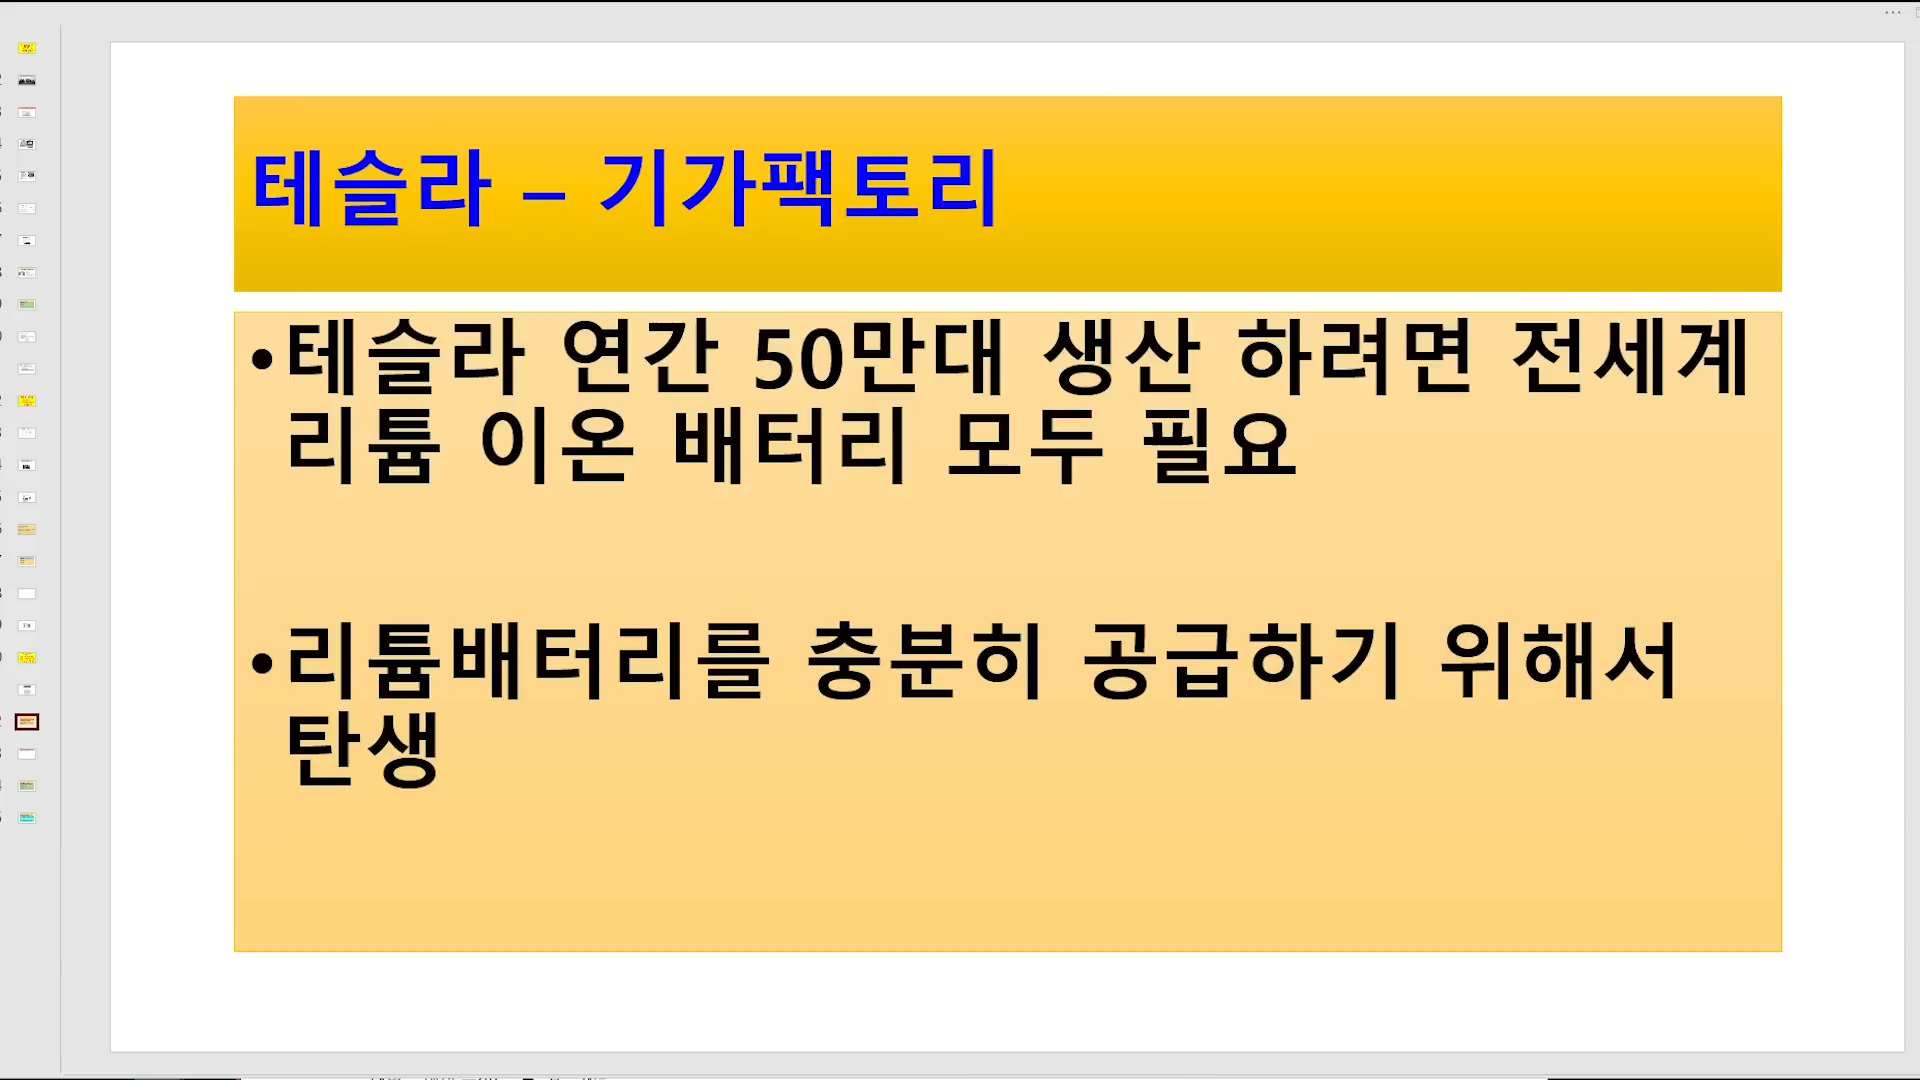 테슬라 – 기가팩토리
•테슬라 연간 50만대 생산 하려면 전세계
리튬 이온 배터리 모두 필요
•리튬배터리를 충분히 공급하기 위해서
탄생